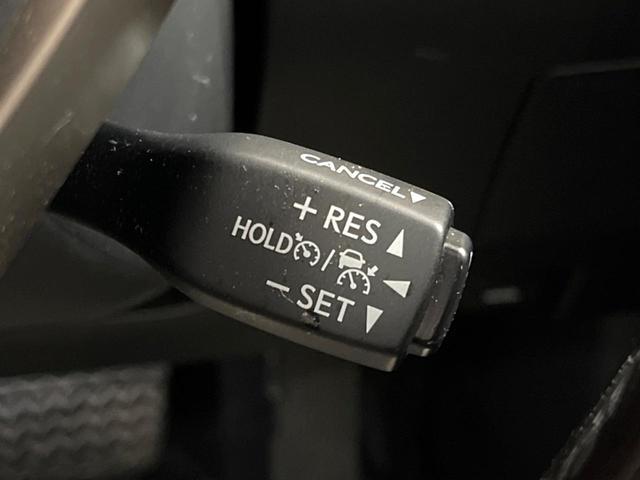 CANCEL▼
+ RES ▲
HOLD / ◀
− SET ▼